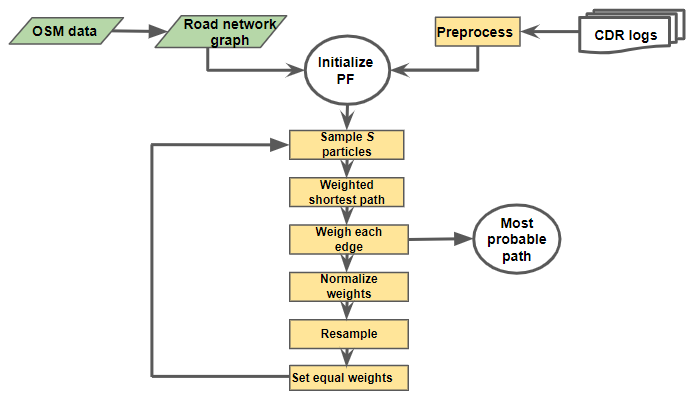 OSM data
Road network
graph
Initialize
PF
Preprocess
CDR logs
Sample S
particles
Weighted
shortest path
Weigh each
edge
Most
probable
path
Normalize
weights
Resample
Set equal weights